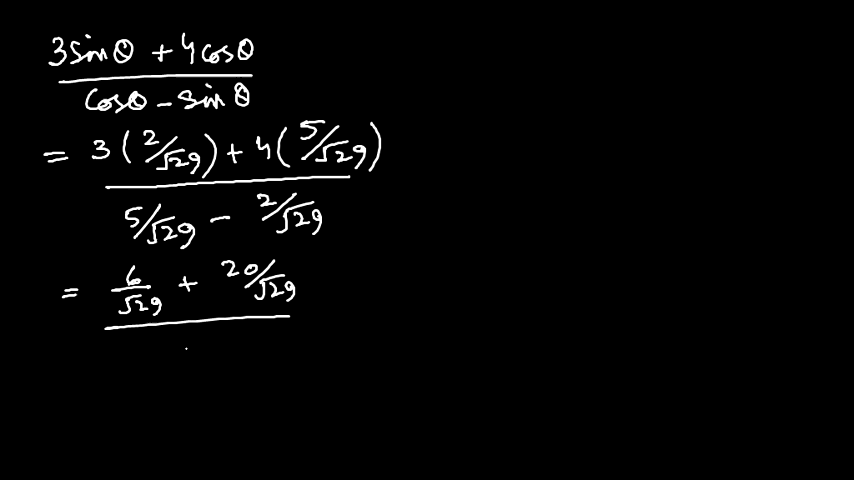 3sinθ + 4cosθ
cosθ - sinθ
= 3(2/√29) + 4(5/√29)
5/√29 - 2/√29
= 6/√29 + 20/√29